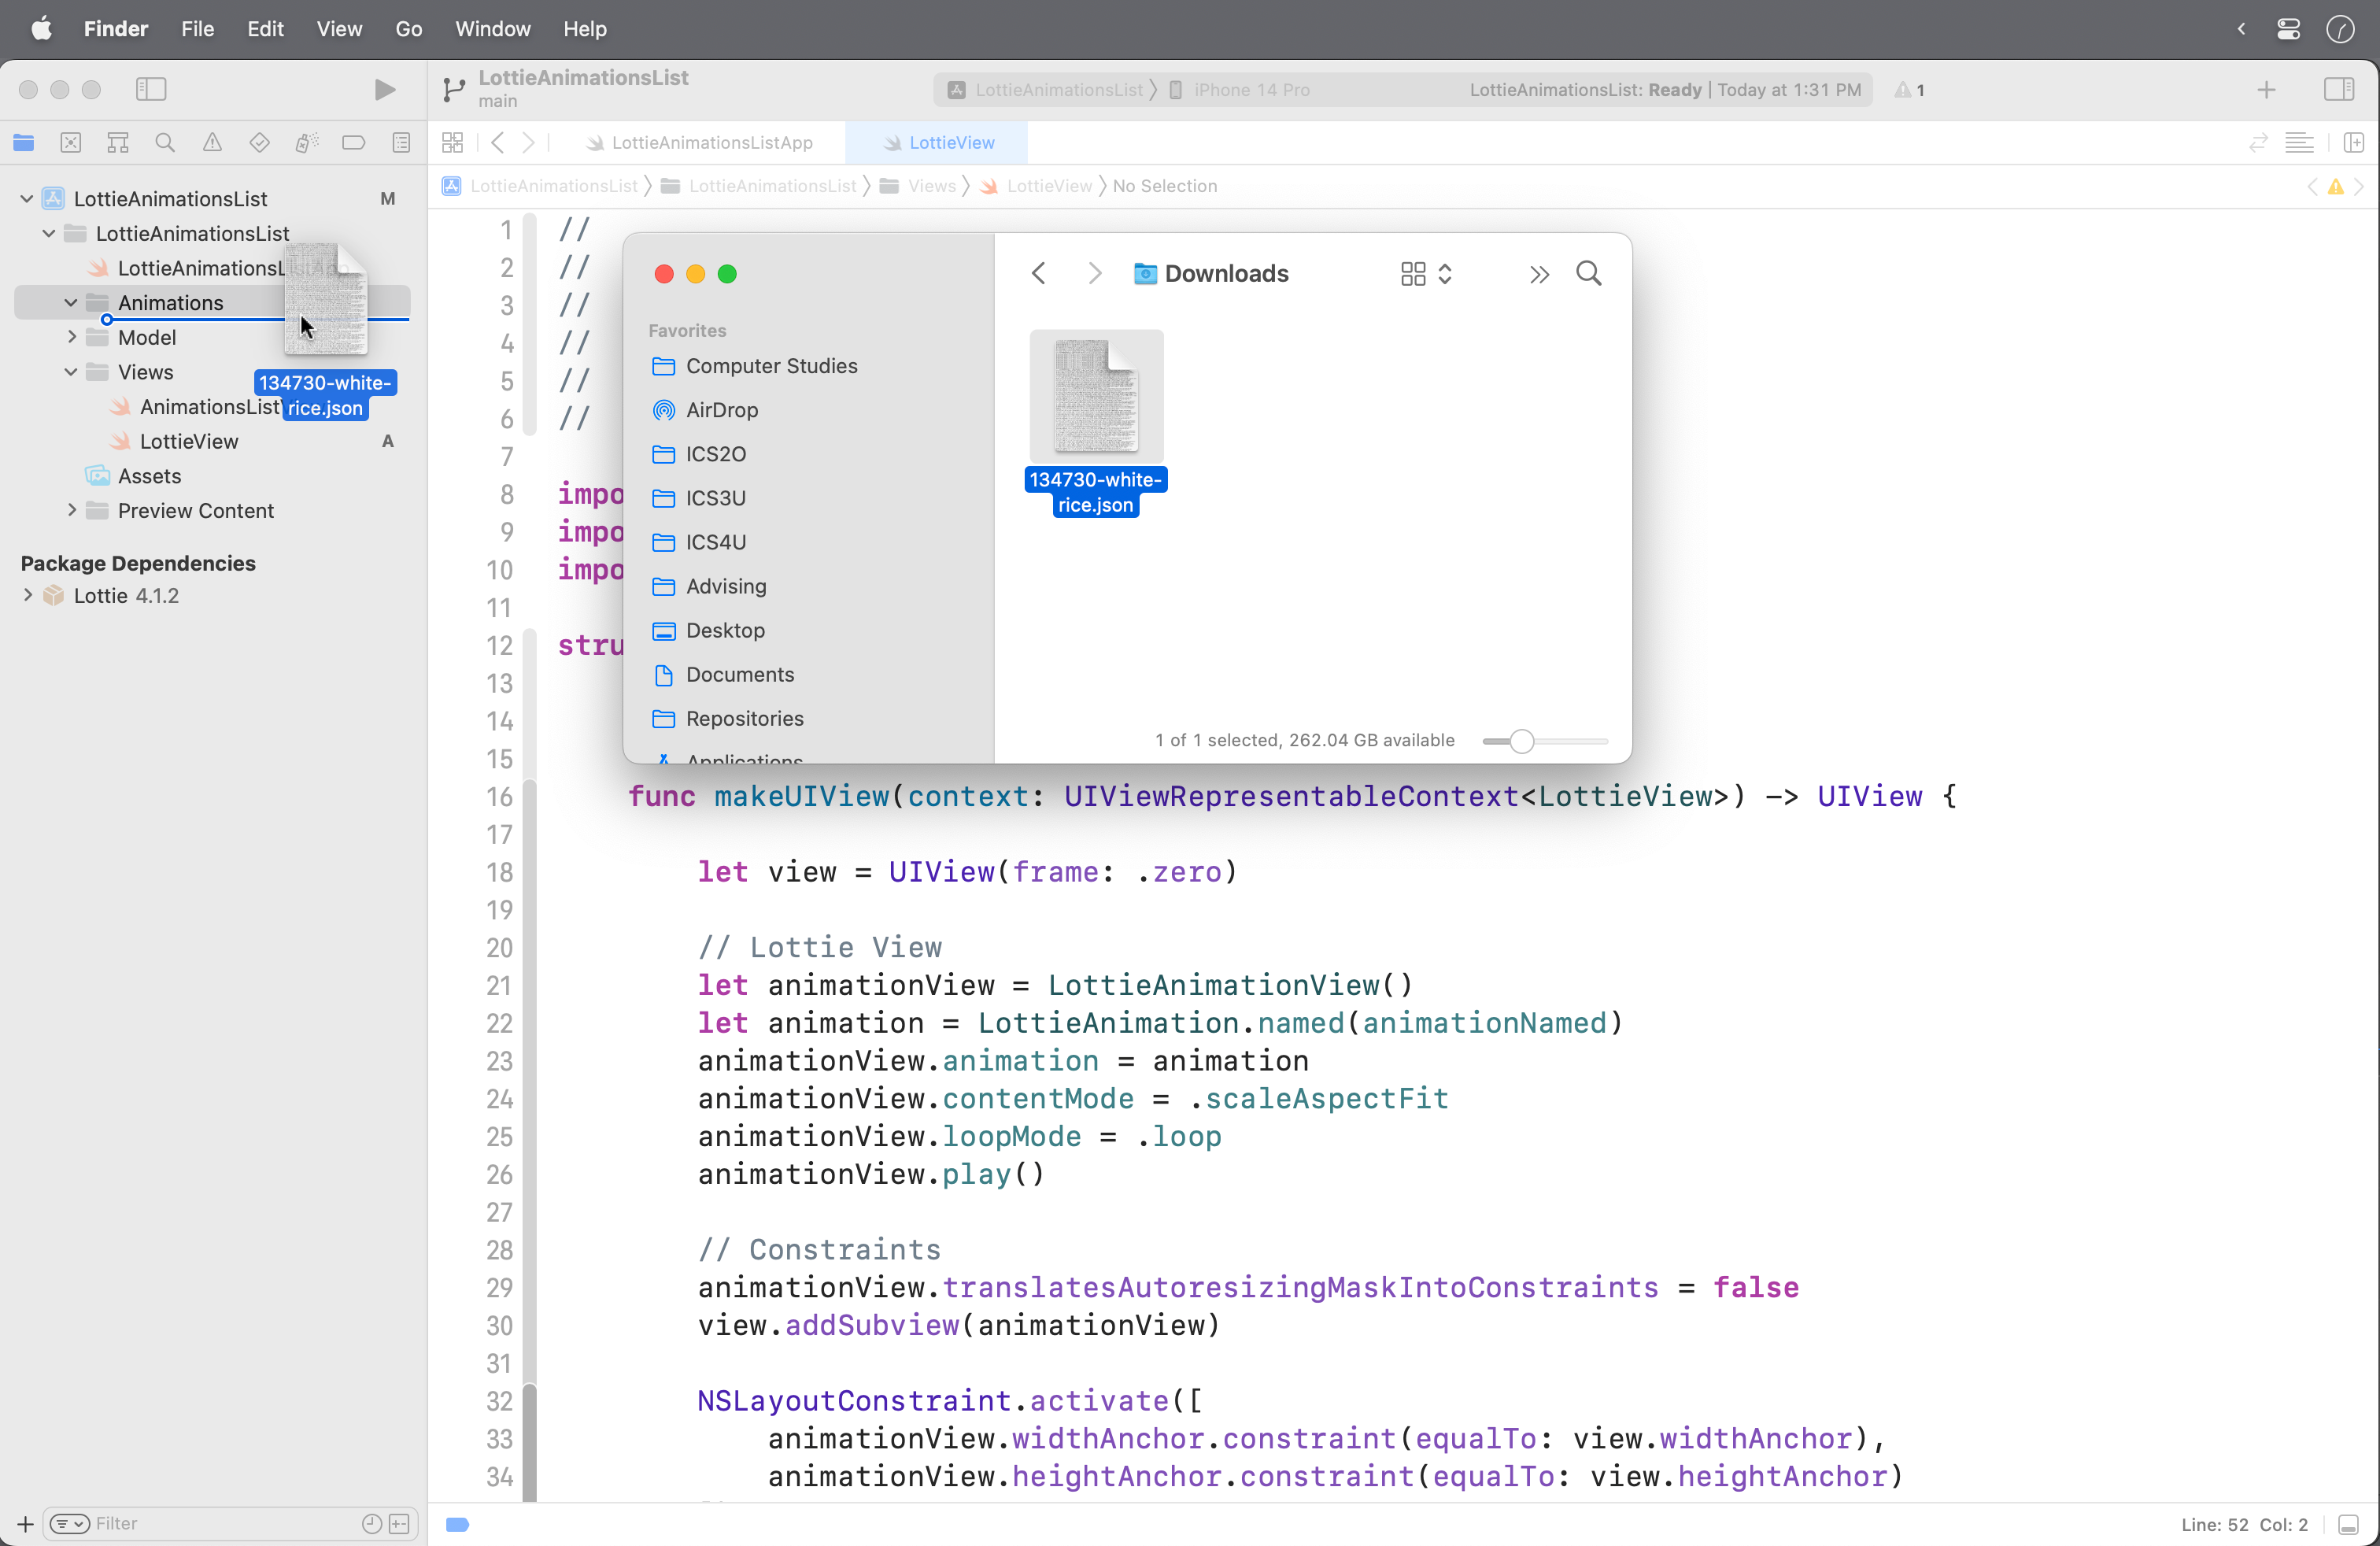 Finder File Edit View Go Window Help
LottieAnimationsList
main
LottieAnimationsList 〉 iPhone 14 Pro
LottieAnimationsList: Ready | Today at 1:31 PM
1
LottieAnimationsListApp
LottieView
LottieAnimationsList 〉 LottieAnimationsList 〉 Views 〉 LottieView 〉 No Selection
LottieAnimationsList M
LottieAnimationsList
LottieAnimationsL
Animations
Model
Views
AnimationsList
LottieView A
Assets
Preview Content
134730-white-
rice.json
Package Dependencies
Lottie 4.1.2
Filter
Downloads
Favorites
Computer Studies
AirDrop
ICS2O
ICS3U
ICS4U
Advising
Desktop
Documents
Repositories
Applications
134730-white-
rice.json
1 of 1 selected, 262.04 GB available
1 //
2 //
3 //
4 //
5 //
6 //
7
8 impo
9 impo
10 impo
11
12 stru
13
14
15
16 func makeUIView(context: UIViewRepresentableContext<LottieView>) -> UIView {
17
18 let view = UIView(frame: .zero)
19
20 // Lottie View
21 let animationView = LottieAnimationView()
22 let animation = LottieAnimation.named(animationNamed)
23 animationView.animation = animation
24 animationView.contentMode = .scaleAspectFit
25 animationView.loopMode = .loop
26 animationView.play()
27
28 // Constraints
29 animationView.translatesAutoresizingMaskIntoConstraints = false
30 view.addSubview(animationView)
31
32 NSLayoutConstraint.activate([
33 animationView.widthAnchor.constraint(equalTo: view.widthAnchor),
34 animationView.heightAnchor.constraint(equalTo: view.heightAnchor)
Line: 52 Col: 2